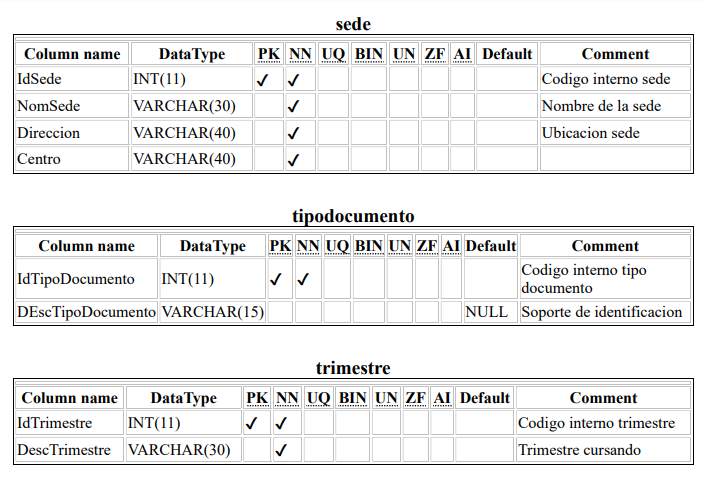 sede
Column name DataType PK NN UQ BIN UN ZF AI Default Comment
IdSede INT(11) ✓ ✓ Codigo interno sede
NomSede VARCHAR(30) ✓ Nombre de la sede
Direccion VARCHAR(40) ✓ Ubicacion sede
Centro VARCHAR(40) ✓
tipodocumento
Column name DataType PK NN UQ BIN UN ZF AI Default Comment
IdTipoDocumento INT(11) ✓ ✓ Codigo interno tipo
documento
DEscTipoDocumento VARCHAR(15) NULL Soporte de identificacion
trimestre
Column name DataType PK NN UQ BIN UN ZF AI Default Comment
IdTrimestre INT(11) ✓ ✓ Codigo interno trimestre
DescTrimestre VARCHAR(30) ✓ Trimestre cursando